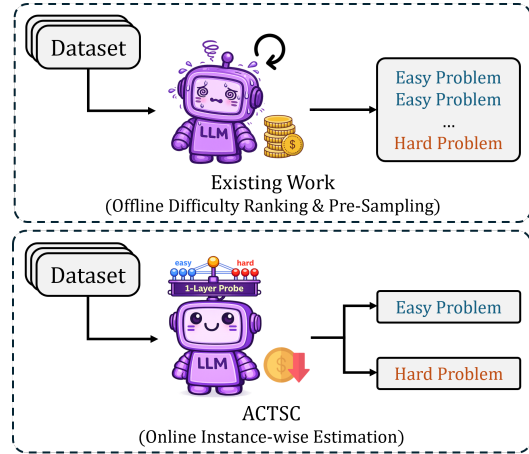 Dataset
LLM
$
Easy Problem
Easy Problem
...
Hard Problem
Existing Work
(Offline Difficulty Ranking & Pre-Sampling)
Dataset
easy
hard
1-Layer Probe
LLM
$
Easy Problem
Hard Problem
ACTSC
(Online Instance-wise Estimation)